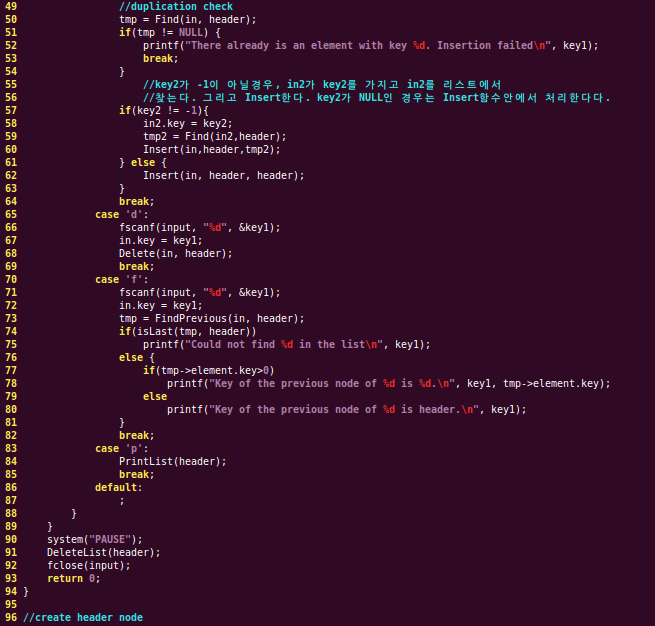 49                 //duplication check
50                 tmp = Find(in, header);
51                 if(tmp != NULL) {
52                     printf("There already is an element with key %d. Insertion failed\n", key1);
53                     break;
54                 }
55                     //key2가 -1이 아닐경우, in2가 key2를 가지고 in2를 리스트에서
56                     //찾는다. 그리고 Insert한다. key2가 NULL인 경우는 Insert함수안에서 처리한다다.
57                 if(key2 != -1){
58                     in2.key = key2;
59                     tmp2 = Find(in2,header);
60                     Insert(in,header,tmp2);
61                 } else {
62                     Insert(in, header, header);
63                 }
64                 break;
65             case 'd':
66                 fscanf(input, "%d", &key1);
67                 in.key = key1;
68                 Delete(in, header);
69                 break;
70             case 'f':
71                 fscanf(input, "%d", &key1);
72                 in.key = key1;
73                 tmp = FindPrevious(in, header);
74                 if(isLast(tmp, header))
75                     printf("Could not find %d in the list\n", key1);
76                 else {
77                     if(tmp->element.key>0)
78                         printf("Key of the previous node of %d is %d.\n", key1, tmp->element.key);
79                     else
80                         printf("Key of the previous node of %d is header.\n", key1);
81                 }
82                 break;
83             case 'p':
84                 PrintList(header);
85                 break;
86             default:
87                 ;
88         }
89     }
90     system("PAUSE");
91     DeleteList(header);
92     fclose(input);
93     return 0;
94 }
95
96 //create header node